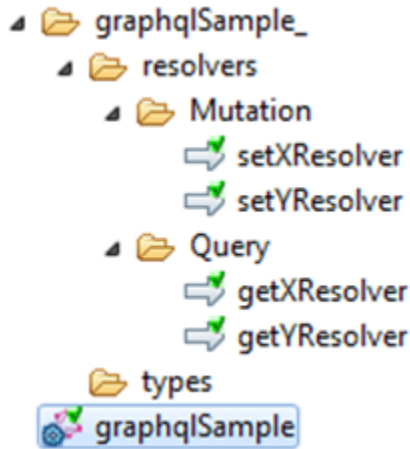 graphqlSample_
resolvers
Mutation
setXResolver
setYResolver
Query
getXResolver
getYResolver
types
graphqlSample